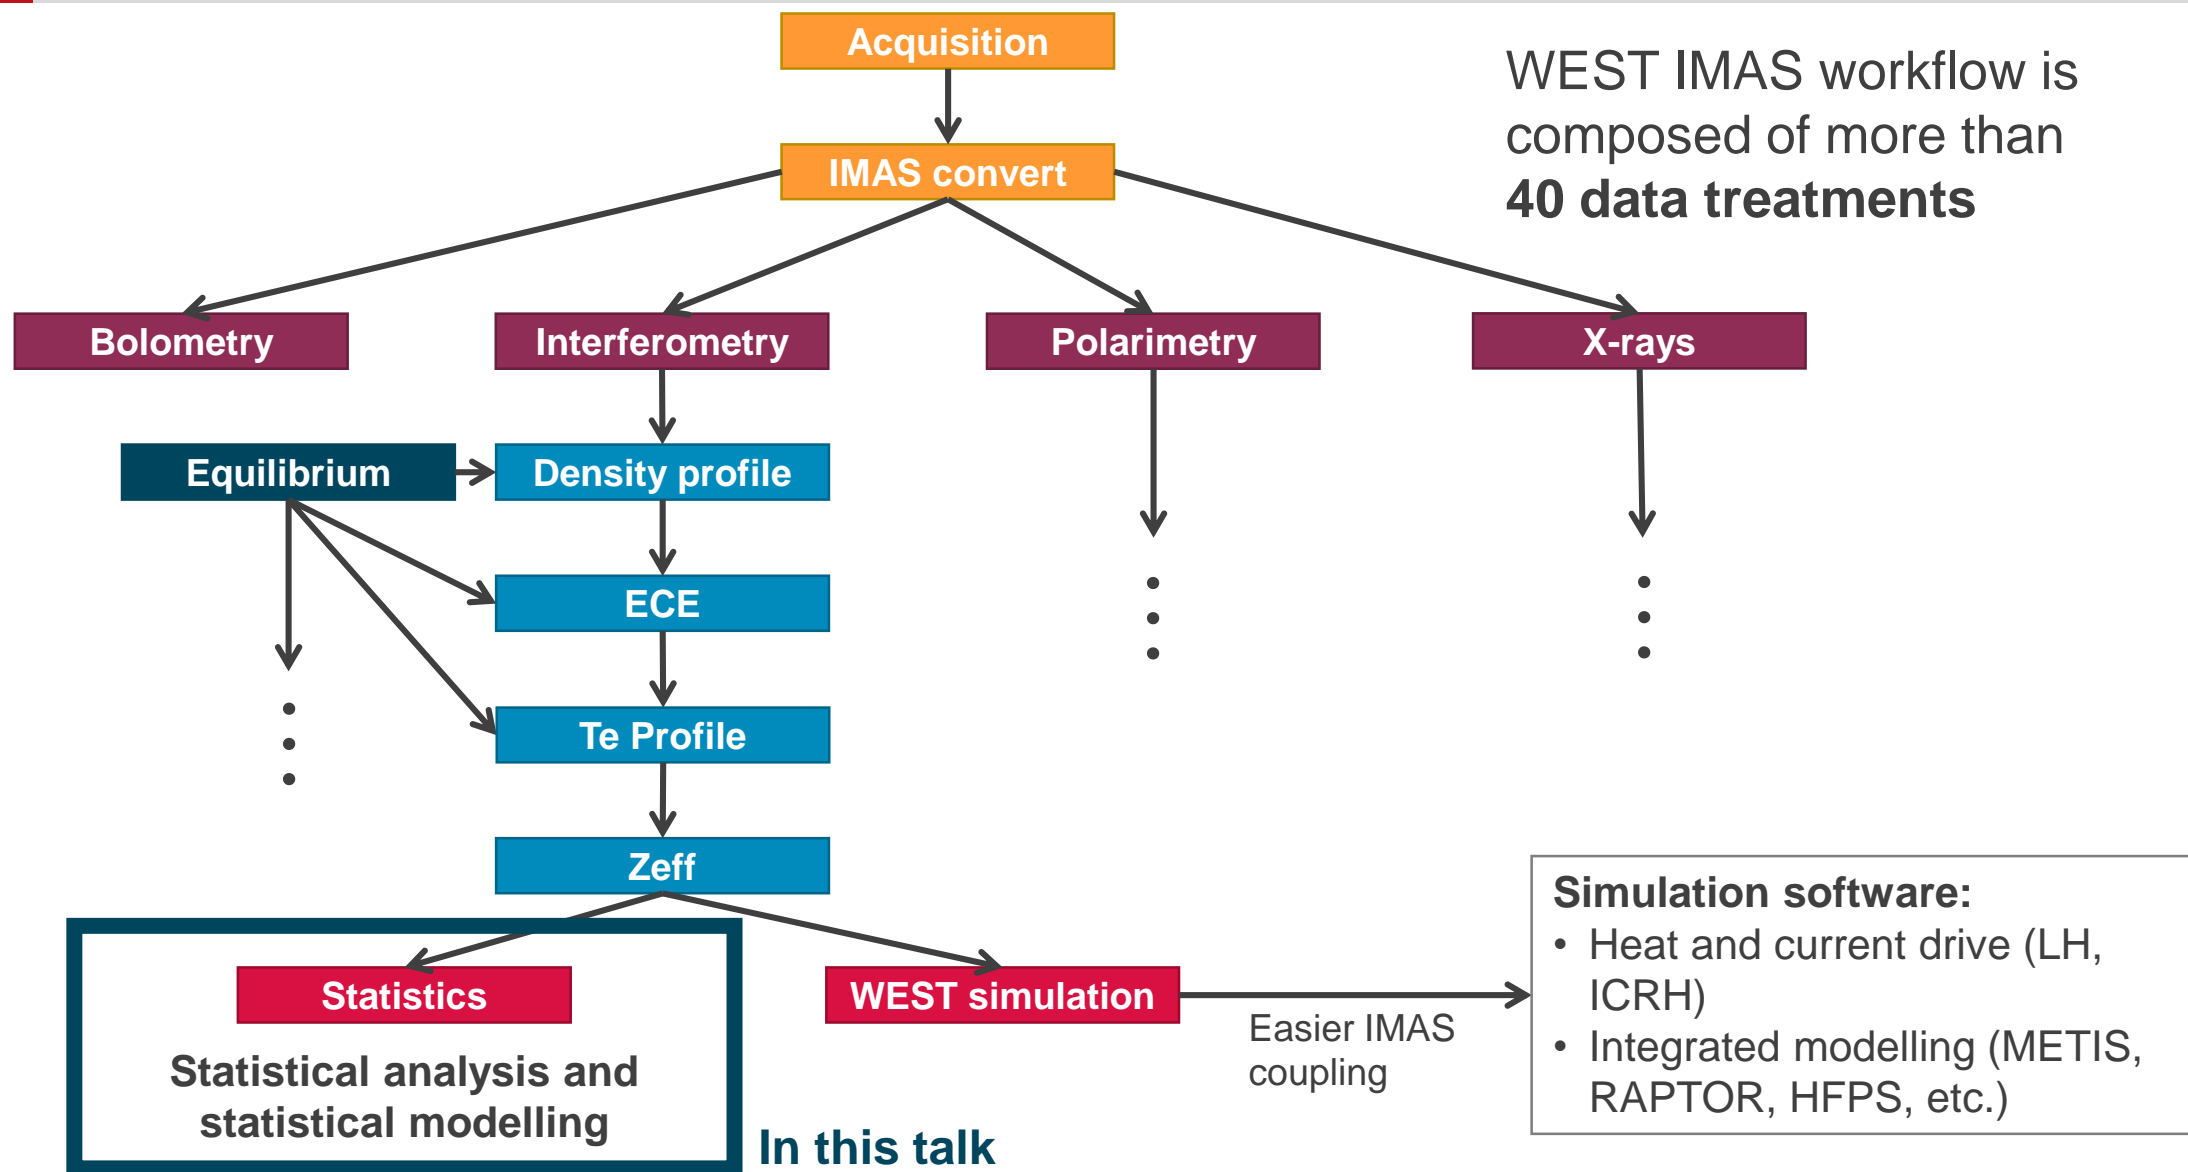 Acquisition
WEST IMAS workflow is
composed of more than
40 data treatments
IMAS convert
Bolometry
Interferometry
Polarimetry
X-rays
Equilibrium
Density profile
ECE
Te Profile
Zeff
Statistics
Statistical analysis and
statistical modelling
In this talk
WEST simulation
Easier IMAS
coupling
Simulation software:
• Heat and current drive (LH,
ICRH)
• Integrated modelling (METIS,
RAPTOR, HFPS, etc.)